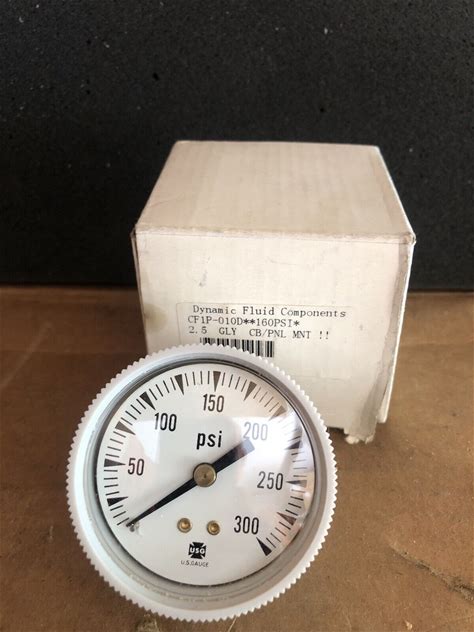 Dynamic Fluid Components
CF1P-010D**160PSI*
2.5 GLY CB/PNL MNT !!
150
100
200
psi
50
250
300
USG
U.S.GAUGE